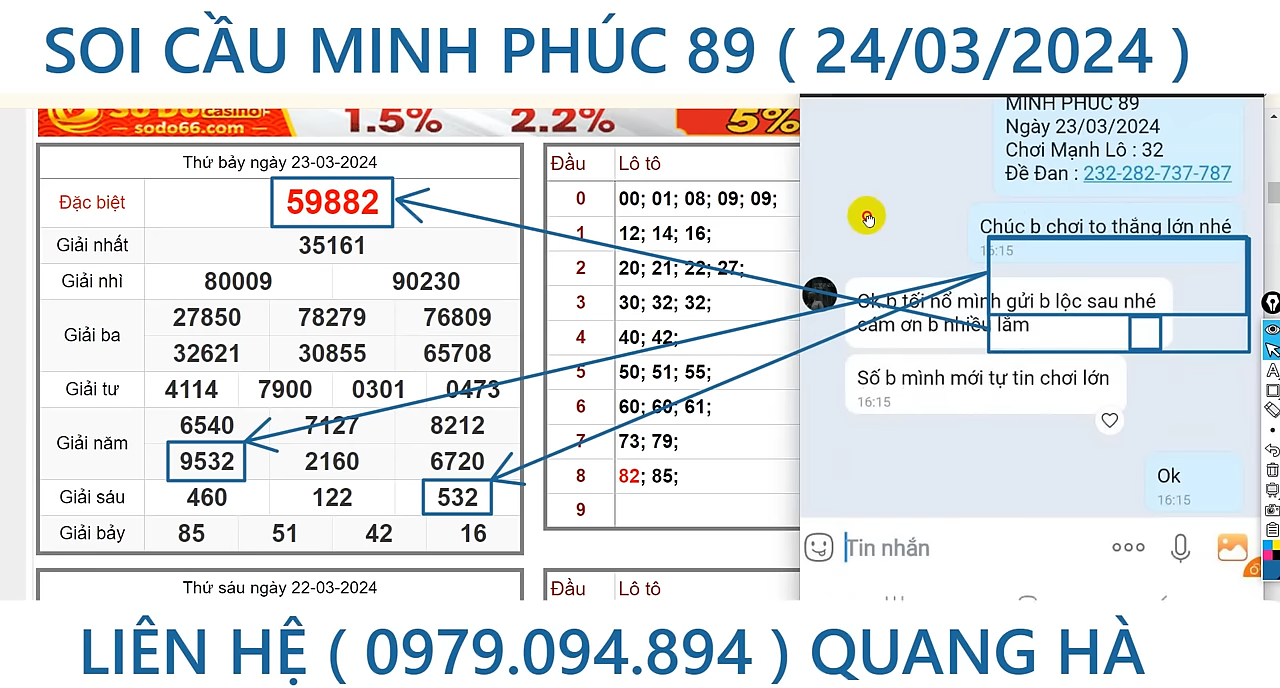 SOI CẦU MINH PHÚC 89 ( 24/03/2024 )
casino
sodo66.com
1.5%
2.2%
5%
Thứ bảy ngày 23-03-2024
Đặc biệt 59882
Giải nhất 35161
Giải nhì 80009 90230
Giải ba 27850 78279 76809
32621 30855 65708
Giải tư 4114 7900 0301 0473
Giải năm 6540 7127 8212
9532 2160 6720
Giải sáu 460 122 532
Giải bảy 85 51 42 16
Thứ sáu ngày 22-03-2024
Đầu Lô tô
0 00; 01; 08; 09; 09;
1 12; 14; 16;
2 20; 21; 22; 27;
3 30; 32; 32;
4 40; 42;
5 50; 51; 55;
6 60; 60; 61;
7 73; 79;
8 82; 85;
9
Đầu Lô tô
MINH PHUC 89
Ngày 23/03/2024
Chơi Mạnh Lô : 32
Đề Đan : 232-282-737-787
Chúc b chơi to thắng lớn nhé
16:15
Ok b tối nổ mình gửi b lộc sau nhé
cám ơn b nhiều lắm
Số b mình mới tự tin chơi lớn
16:15
Ok
16:15
Tin nhắn
LIÊN HỆ ( 0979.094.894 ) QUANG HÀ